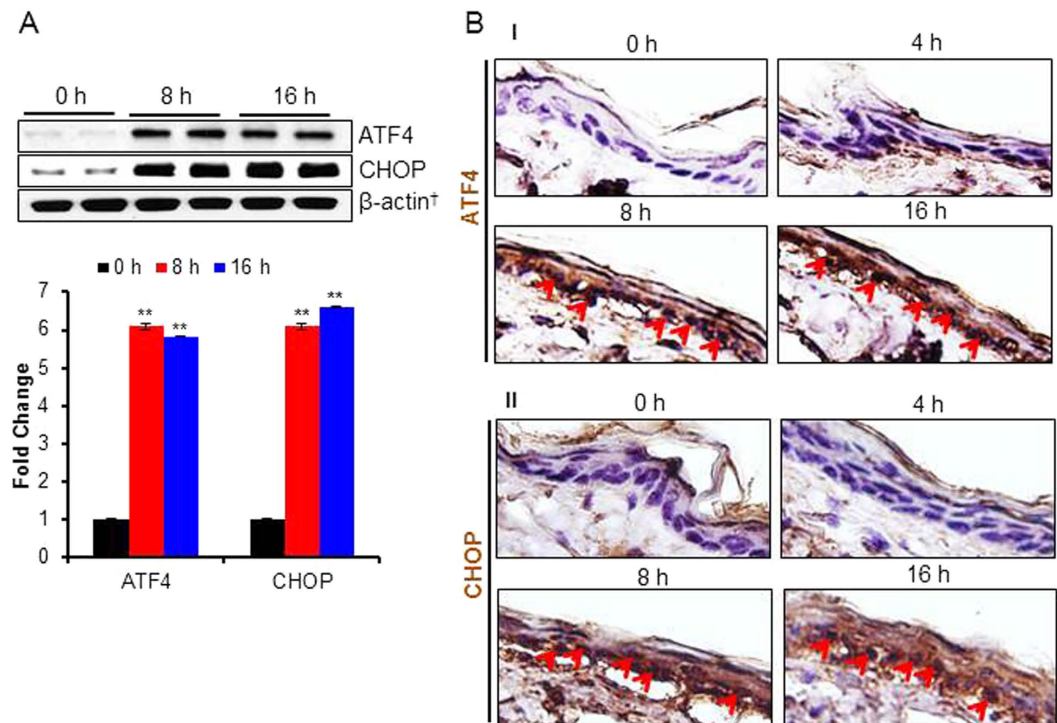 A
0 h 8 h 16 h
ATF4
CHOP
β-actin†
0 h 8 h 16 h
Fold Change
7
6
5
4
3
2
1
0
** ** ** **
ATF4 CHOP
B
I
ATF4
0 h 4 h
8 h 16 h
II
CHOP
0 h 4 h
8 h 16 h